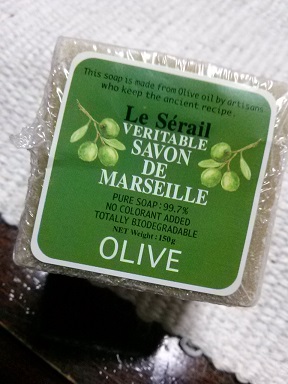 This soap is made from Olive oil by artisans
who keep the ancient recipe.
Le Sérail
VERITABLE
SAVON
DE
MARSEILLE
PURE SOAP: 99.7%
NO COLORANT ADDED
TOTALLY BIODEGRADABLE
NET Weight: 150g
OLIVE